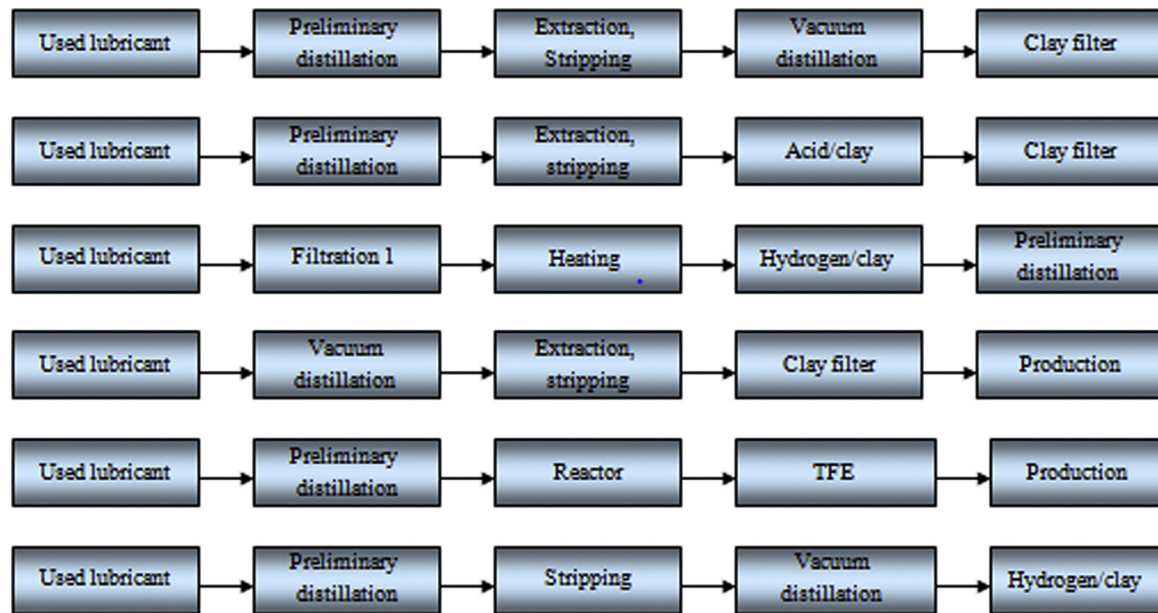 Used lubricant
Preliminary
distillation
Extraction,
Stripping
Vacuum
distillation
Clay filter
Used lubricant
Preliminary
distillation
Extraction,
stripping
Acid/clay
Clay filter
Used lubricant
Filtration 1
Heating
Hydrogen/clay
Preliminary
distillation
Used lubricant
Vacuum
distillation
Extraction,
stripping
Clay filter
Production
Used lubricant
Preliminary
distillation
Reactor
TFE
Production
Used lubricant
Preliminary
distillation
Stripping
Vacuum
distillation
Hydrogen/clay